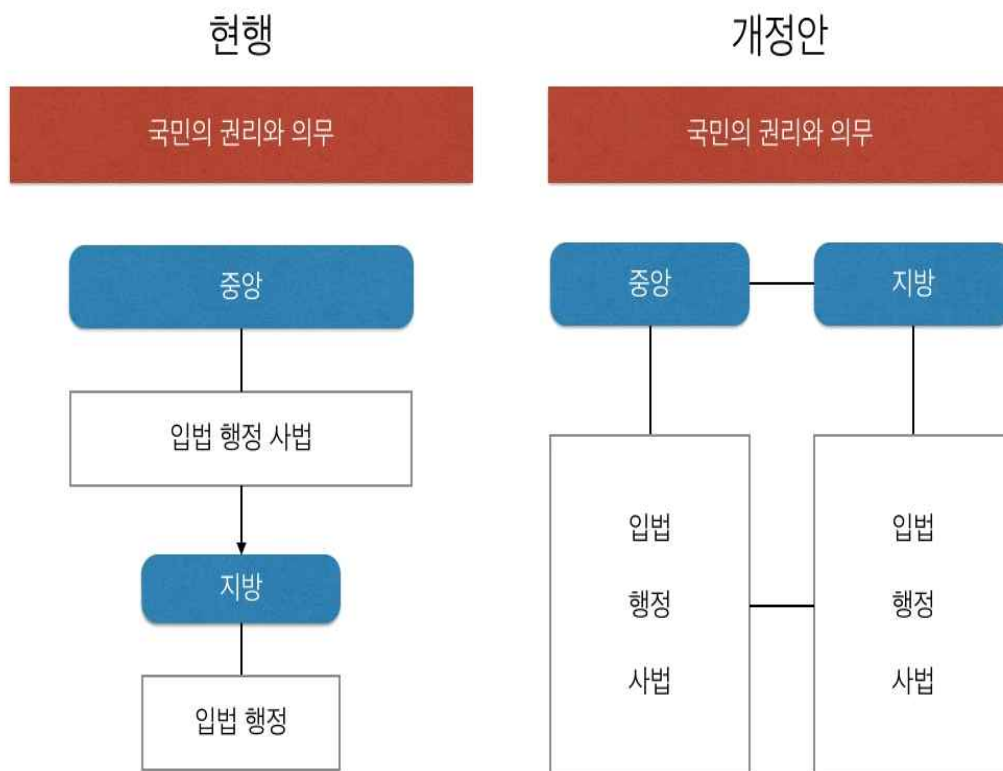 현행
국민의 권리와 의무
중앙
입법 행정 사법
지방
입법 행정
개정안
국민의 권리와 의무
중앙
지방
입법
행정
사법
입법
행정
사법